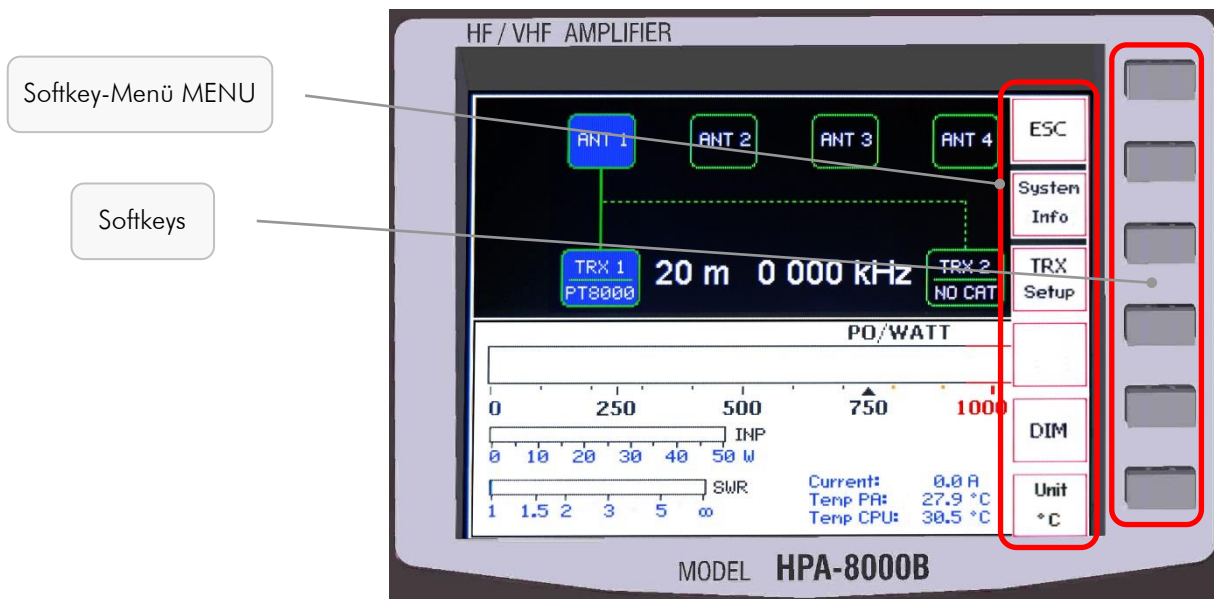 HF / VHF AMPLIFIER
Softkey-Menü MENU
Softkeys
ANT 1
ANT 2
ANT 3
ANT 4
ESC
System
Info
TRX 1
PT8000
20 m 0 000 kHz
TRX 2
NO CAT
TRX
Setup
PO/WATT
0 250 500 750 1000
INP
0 10 20 30 40 50 W
DIM
SWR
1 1.5 2 3 5 ∞
Current: 0.0 A
Temp PA: 27.9 °C
Temp CPU: 30.5 °C
Unit
°C
MODEL HPA-8000B